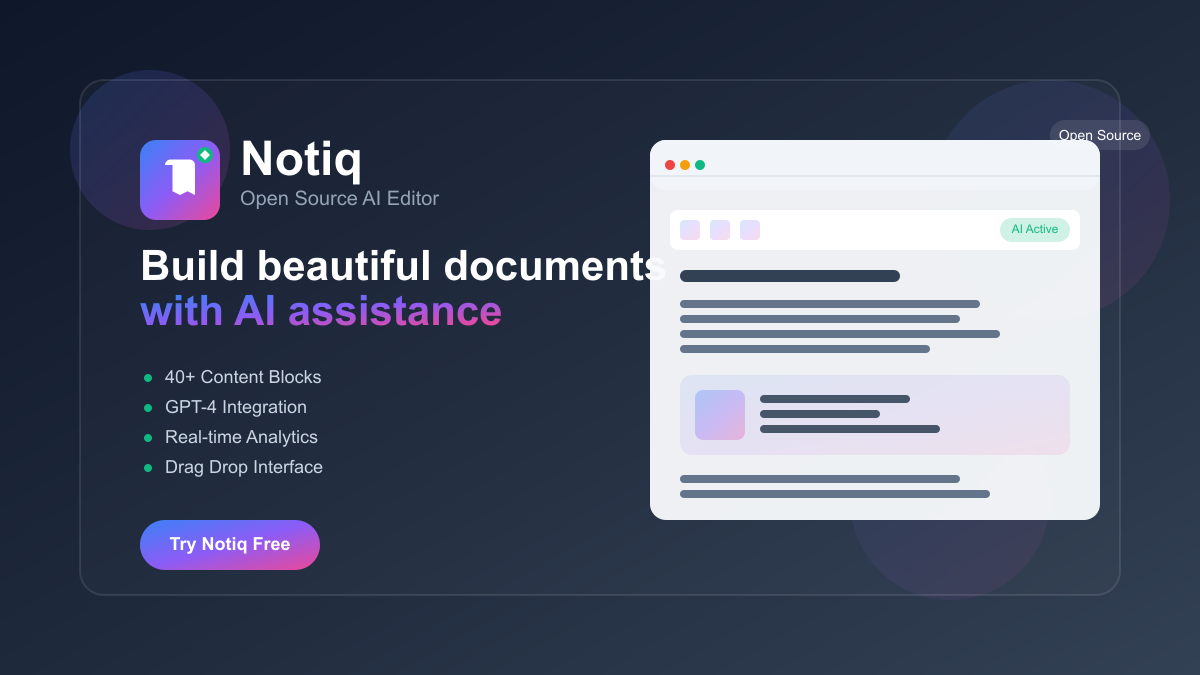 Notiq
Open Source AI Editor
Build beautiful documents
with AI assistance
40+ Content Blocks
GPT-4 Integration
Real-time Analytics
Drag Drop Interface
Try Notiq Free
Open Source
AI Active